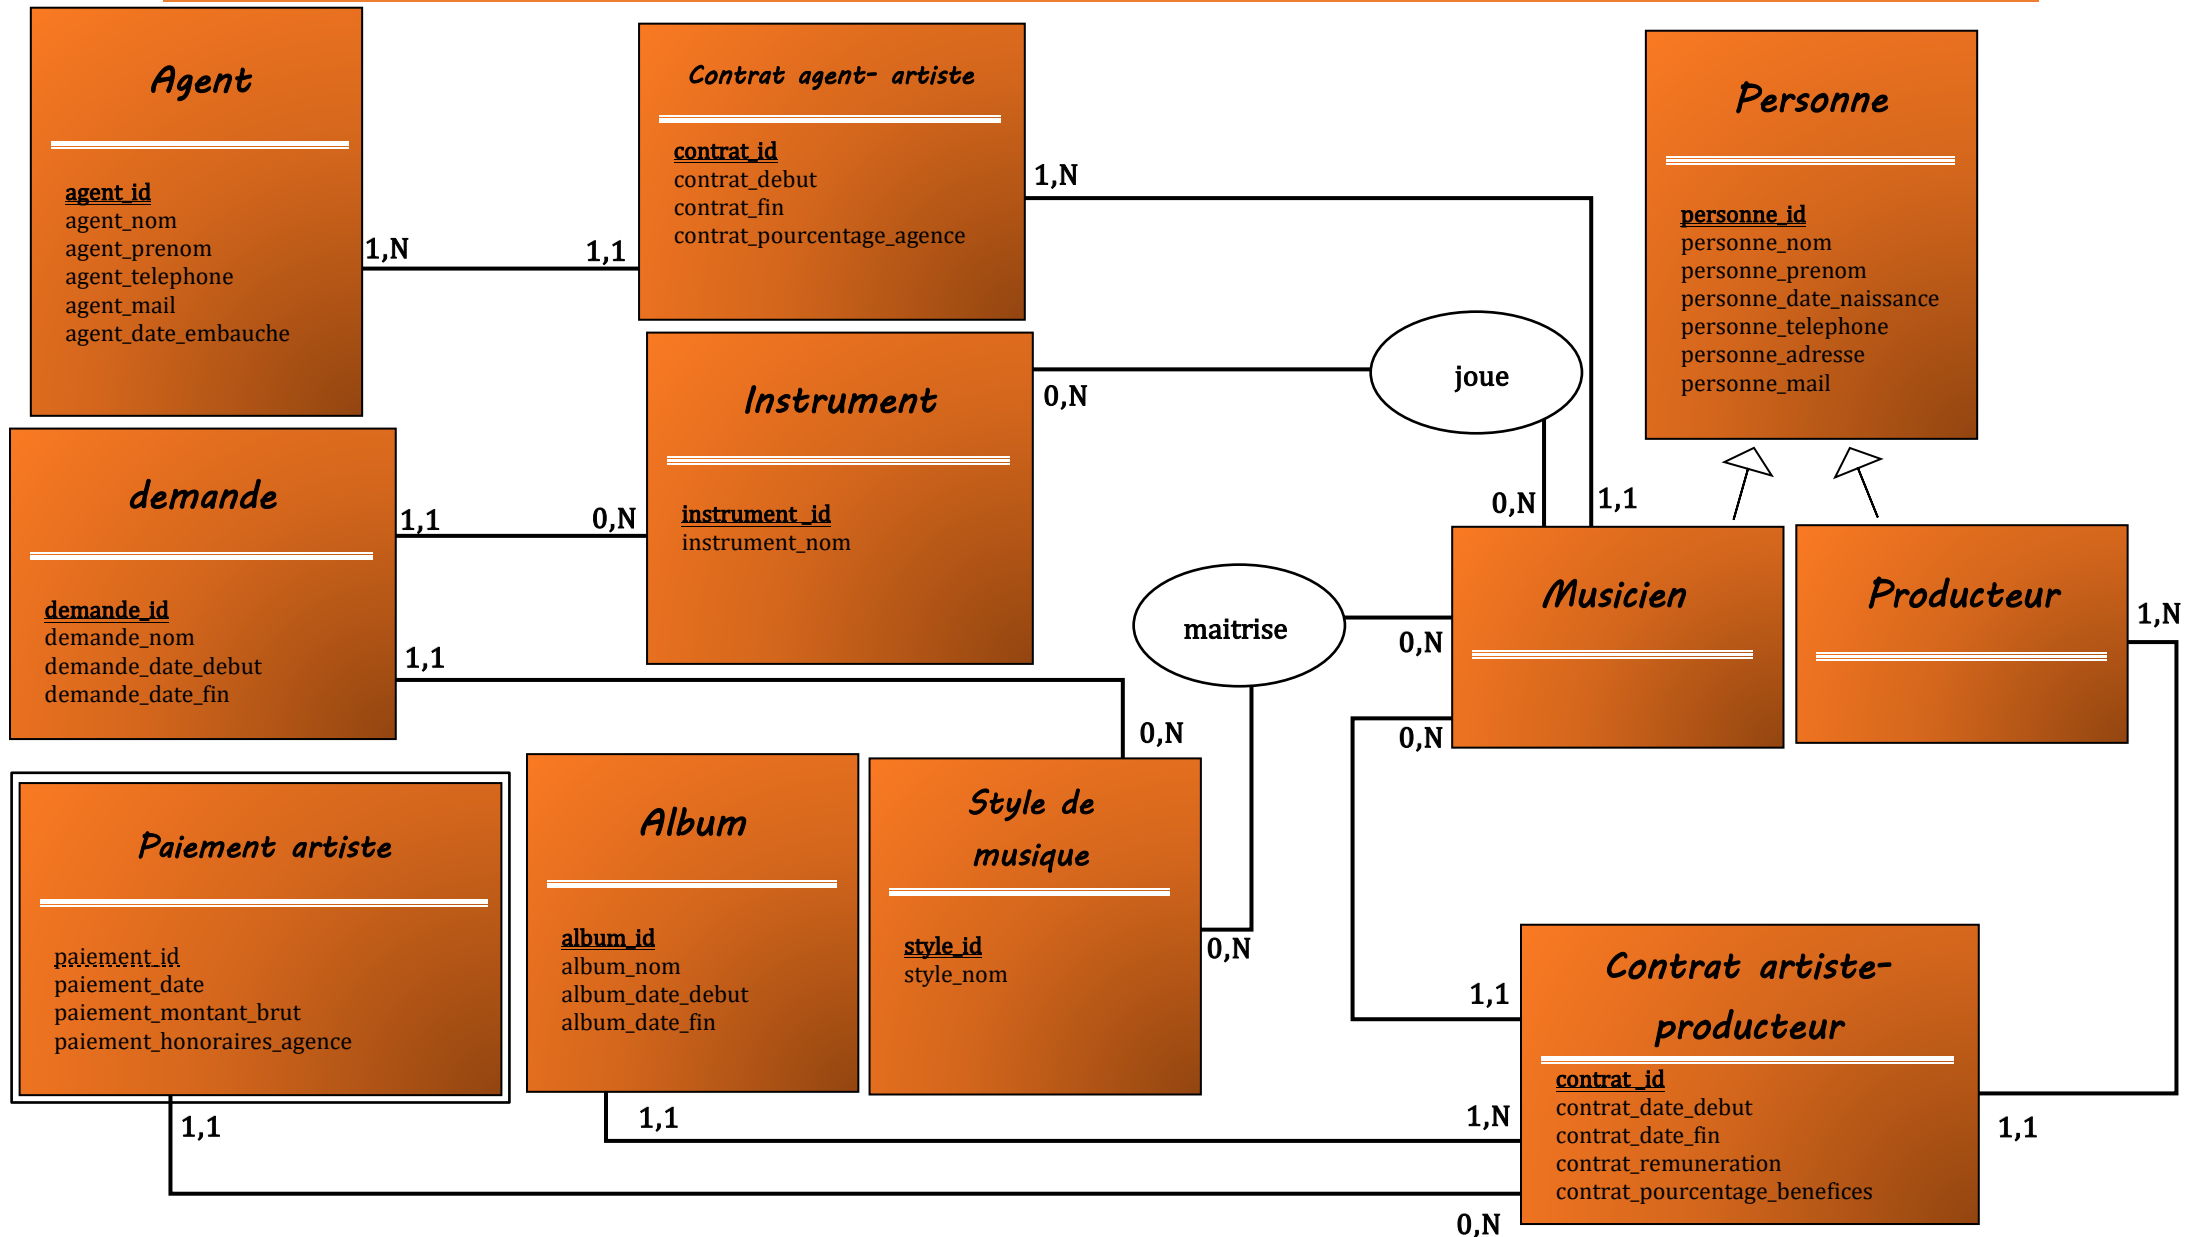 Agent
agent_id
agent_nom
agent_prenom
agent_telephone
agent_mail
agent_date_embauche
1,N
1,1
Contrat agent- artiste
contrat_id
contrat_debut
contrat_fin
contrat_pourcentage_agence
1,N
Personne
personne_id
personne_nom
personne_prenom
personne_date_naissance
personne_telephone
personne_adresse
personne_mail
Instrument
instrument_id
instrument_nom
0,N
joue
0,N
1,1
demande
demande_id
demande_nom
demande_date_debut
demande_date_fin
1,1
0,N
1,1
0,N
maitrise
0,N
0,N
Musicien
Producteur
1,N
Paiement artiste
paiement_id
paiement_date
paiement_montant_brut
paiement_honoraires_agence
1,1
Album
album_id
album_nom
album_date_debut
album_date_fin
1,1
Style de
musique
style_id
style_nom
0,N
1,1
1,N
0,N
Contrat artiste-
producteur
contrat_id
contrat_date_debut
contrat_date_fin
contrat_remuneration
contrat_pourcentage_benefices
1,1